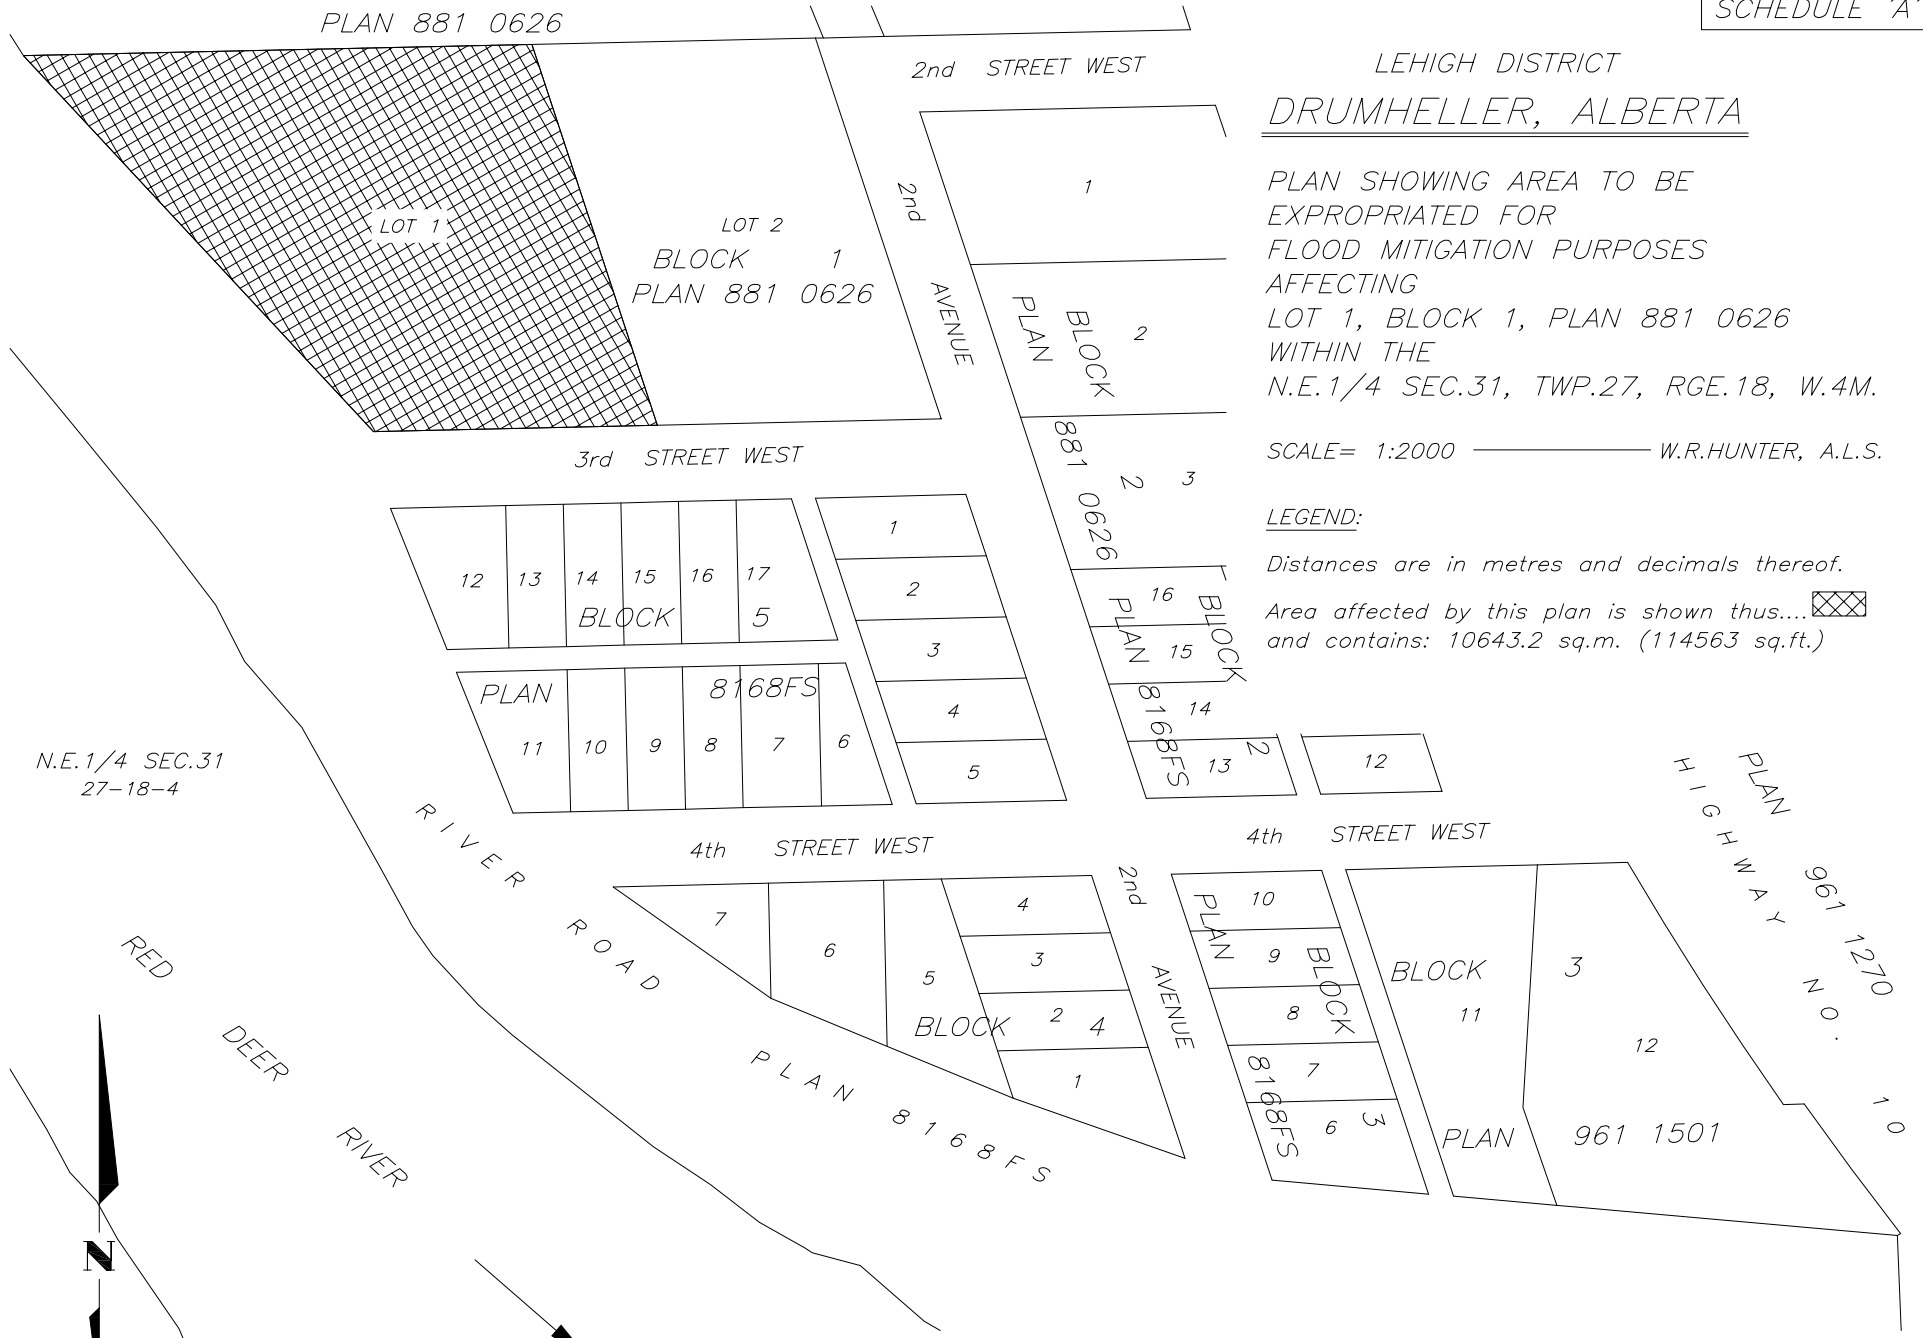 PLAN 881 0626
SCHEDULE 'A'
LEHIGH DISTRICT
DRUMHELLER, ALBERTA
PLAN SHOWING AREA TO BE
EXPROPRIATED FOR
FLOOD MITIGATION PURPOSES
AFFECTING
LOT 1, BLOCK 1, PLAN 881 0626
WITHIN THE
N.E.1/4 SEC.31, TWP.27, RGE.18, W.4M.
SCALE= 1:2000 W.R.HUNTER, A.L.S.
LEGEND:
Distances are in metres and decimals thereof.
Area affected by this plan is shown thus....
and contains: 10643.2 sq.m. (114563 sq.ft.)
2nd STREET WEST
LOT 1
LOT 2
BLOCK 1
PLAN 881 0626
2nd AVENUE
1
2
3
PLAN 881 0626
BLOCK 2
3rd STREET WEST
12 13 14 15 16 17
BLOCK 5
PLAN 8168FS
11 10 9 8 7 6
1
2
3
4
5
16
15
14
13
12
PLAN 8168FS
BLOCK 2
N.E.1/4 SEC.31
27-18-4
RIVER ROAD
4th STREET WEST
4th STREET WEST
7
6
5
4
3
2
1
BLOCK 4
2nd AVENUE
10
9
8
7
6
PLAN 8168FS
BLOCK 3
BLOCK 3
11
12
PLAN 961 1501
PLAN 961 1270
HIGHWAY NO. 10
RED DEER RIVER
PLAN 8168FS
N